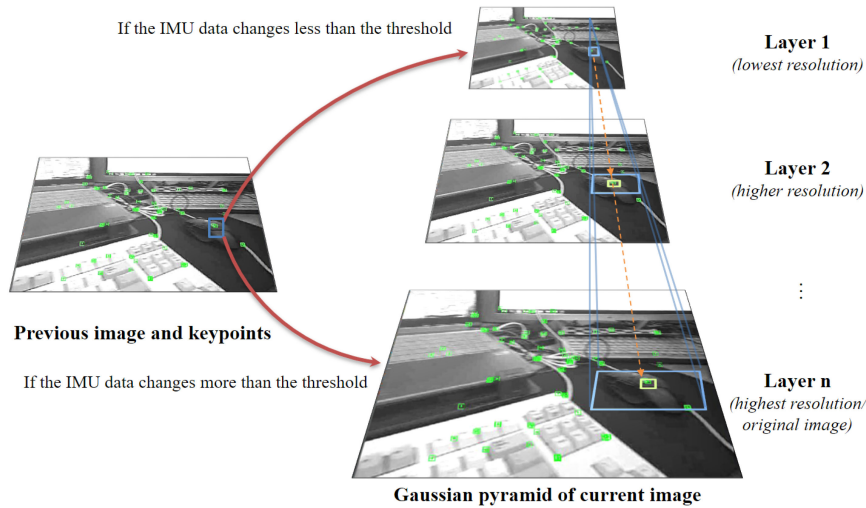 If the IMU data changes less than the threshold
Layer 1
(lowest resolution)
Layer 2
(higher resolution)
⋮
Previous image and keypoints
If the IMU data changes more than the threshold
Layer n
(highest resolution/
original image)
Gaussian pyramid of current image